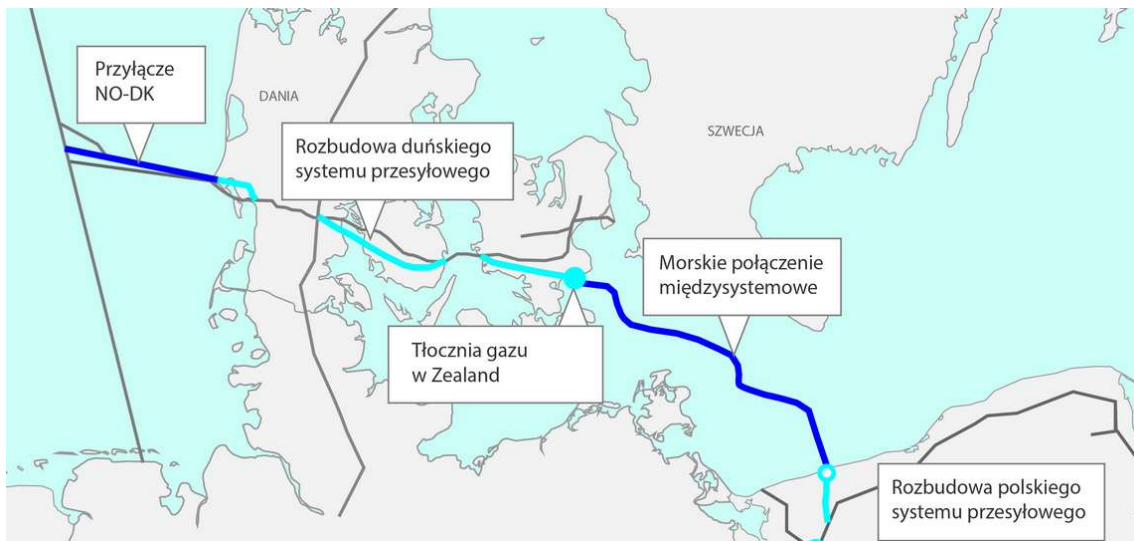 Przyłącze
NO-DK
DANIA
Rozbudowa duńskiego
systemu przesyłowego
SZWECJA
Morskie połączenie
międzysystemowe
Tłocznia gazu
w Zealand
Rozbudowa polskiego
systemu przesyłowego